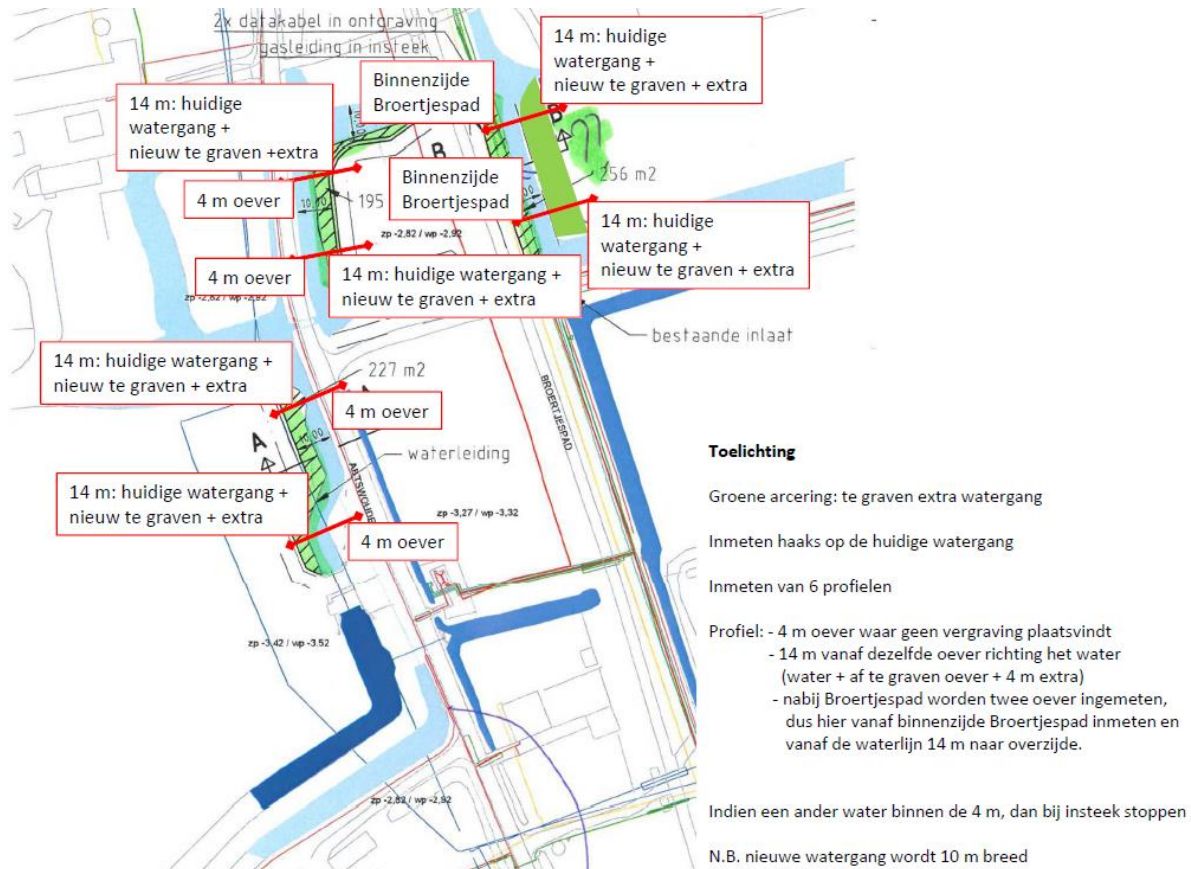 2x datakabel in ontgraving
gasleiding in insteek
14 m: huidige
watergang +
nieuw te graven + extra
Binnenzijde
Broertjespad
14 m: huidige
watergang +
nieuw te graven +extra
10.00
B
B
77
256 m2
Binnenzijde
Broertjespad
4 m oever
10.00
195
zp -2,82 / wp -2,92
14 m: huidige
watergang +
nieuw te graven + extra
4 m oever
14 m: huidige watergang +
nieuw te graven + extra
zp -2,82 / wp -2,92
bestaande inlaat
14 m: huidige watergang +
nieuw te graven + extra
227 m2
4 m oever
BROERTJESPAD
A
10.00
waterleiding
14 m: huidige watergang +
nieuw te graven + extra
ABTSWOUDE
zp -3,27 / wp -3,32
4 m oever
zp -3,42 / wp -3,52
zp -2,82 / wp -2,92
Toelichting
Groene arcering: te graven extra watergang
Inmeten haaks op de huidige watergang
Inmeten van 6 profielen
Profiel: - 4 m oever waar geen vergraving plaatsvindt
- 14 m vanaf dezelfde oever richting het water
(water + af te graven oever + 4 m extra)
- nabij Broertjespad worden twee oever ingemeten,
dus hier vanaf binnenzijde Broertjespad inmeten en
vanaf de waterlijn 14 m naar overzijde.
Indien een ander water binnen de 4 m, dan bij insteek stoppen
N.B. nieuwe watergang wordt 10 m breed